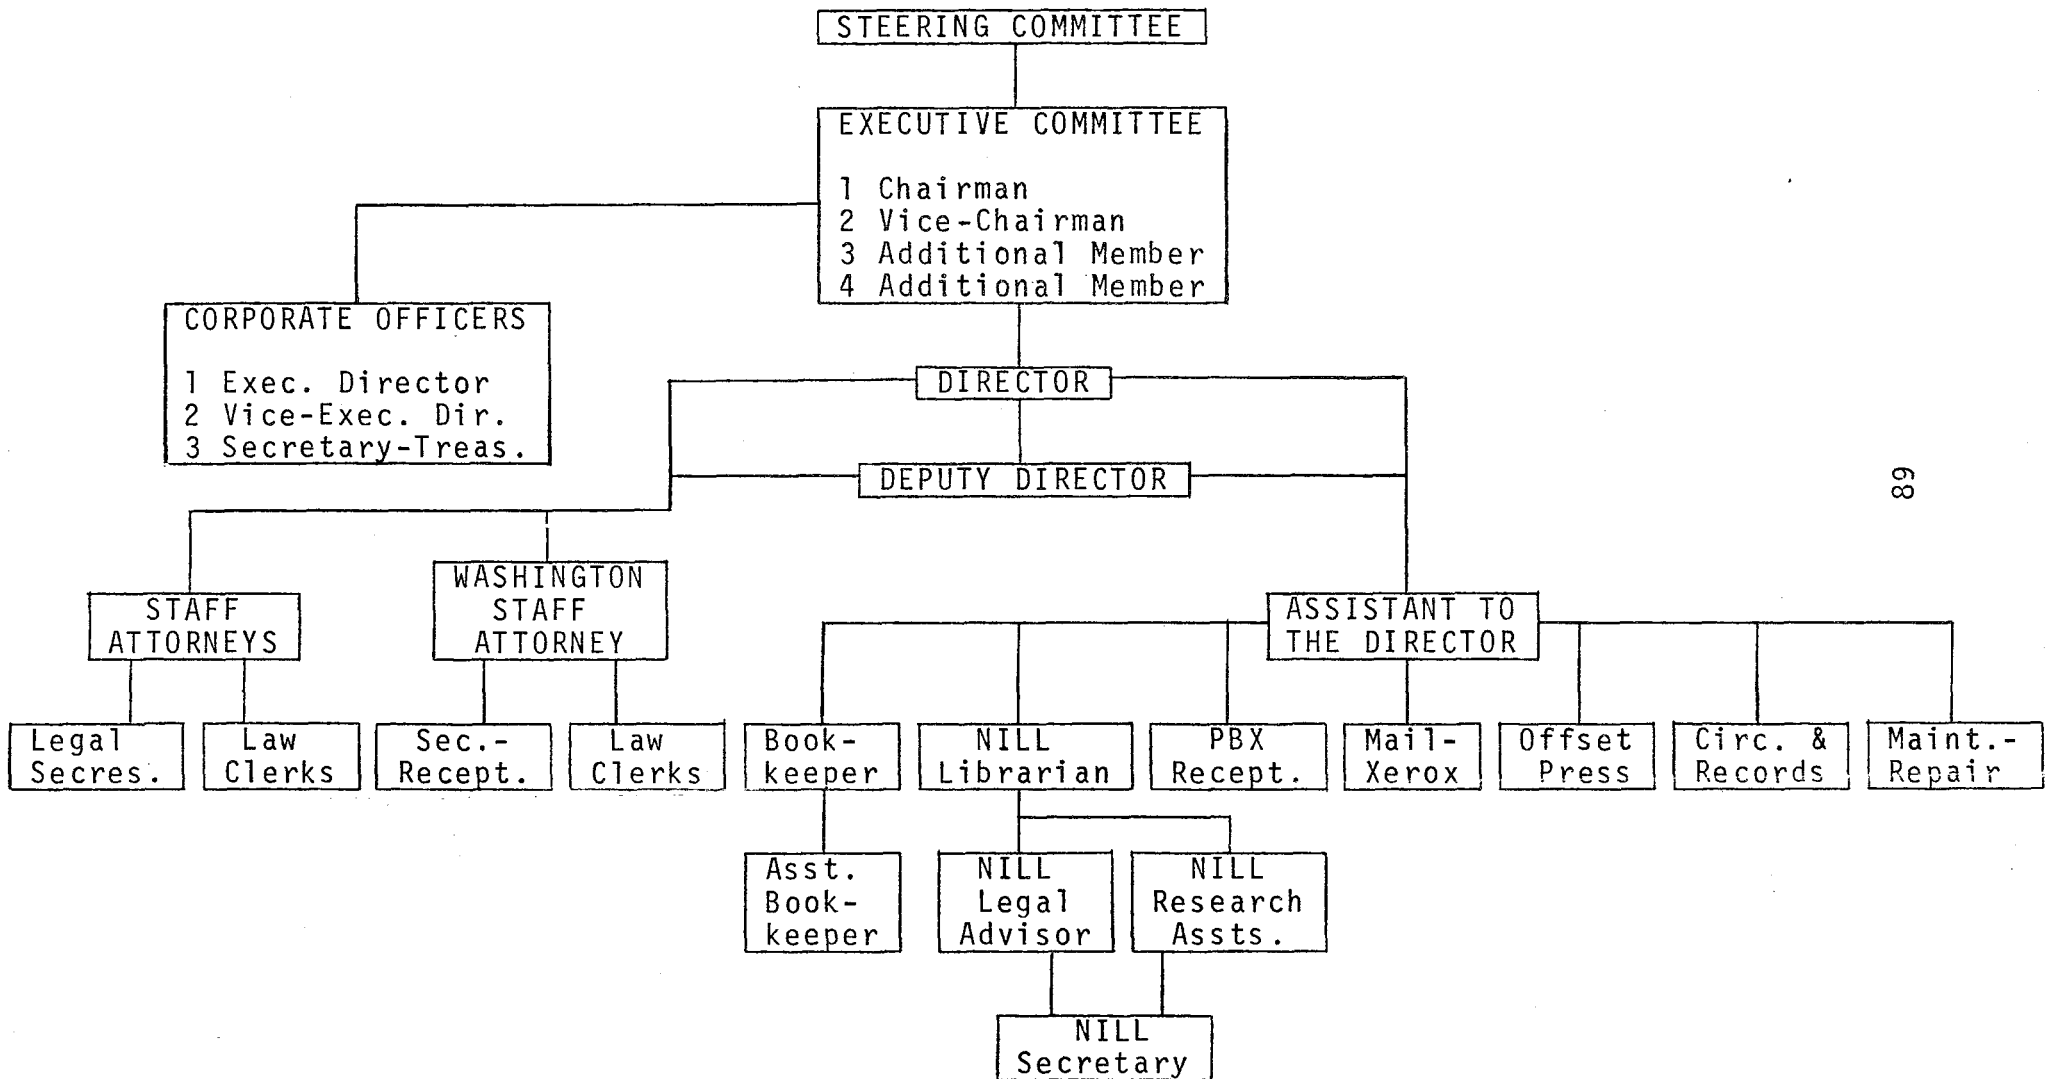 STEERING COMMITTEE
EXECUTIVE COMMITTEE
1 Chairman
2 Vice-Chairman
3 Additional Member
4 Additional Member
CORPORATE OFFICERS
1 Exec. Director
2 Vice-Exec. Dir.
3 Secretary-Treas.
DIRECTOR
DEPUTY DIRECTOR
89
STAFF
ATTORNEYS
WASHINGTON
STAFF
ATTORNEY
ASSISTANT TO
THE DIRECTOR
Legal
Secres.
Law
Clerks
Sec.-
Recept.
Law
Clerks
Book-
keeper
NILL
Librarian
PBX
Recept.
Mail-
Xerox
Offset
Press
Circ. &
Records
Maint.-
Repair
Asst.
Book-
keeper
NILL
Legal
Advisor
NILL
Research
Assts.
NILL
Secretary